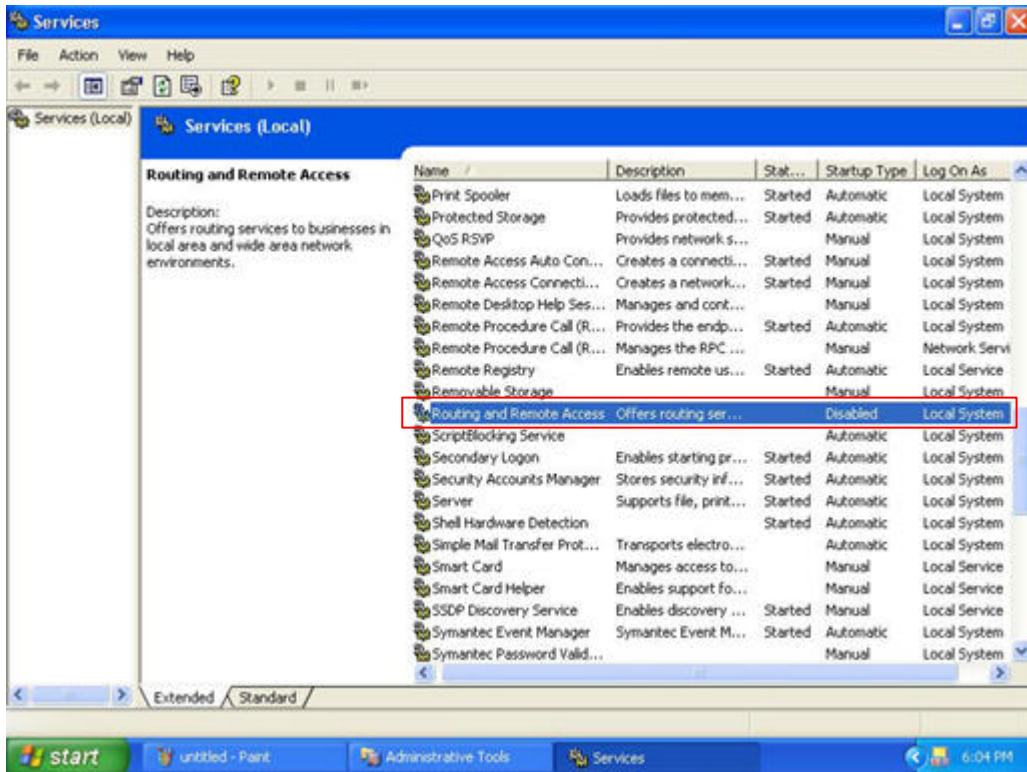 Services
File Action View Help
Services (Local)
Services (Local)
Routing and Remote Access
Description:
Offers routing services to businesses in
local area and wide area network
environments.
Name Description Stat... Startup Type Log On As
Print Spooler Loads files to mem... Started Automatic Local System
Protected Storage Provides protected... Started Automatic Local System
QoS RSVP Provides network s... Manual Local System
Remote Access Auto Con... Creates a connecti... Started Manual Local System
Remote Access Connecti... Creates a network... Started Manual Local System
Remote Desktop Help Ses... Manages and cont... Manual Local System
Remote Procedure Call (R... Provides the endp... Started Automatic Local System
Remote Procedure Call (R... Manages the RPC ... Manual Network Servi
Remote Registry Enables remote us... Started Automatic Local Service
Removable Storage Manual Local System
Routing and Remote Access Offers routing ser... Disabled Local System
ScriptBlocking Service Automatic Local System
Secondary Logon Enables starting pr... Started Automatic Local System
Security Accounts Manager Stores security inf... Started Automatic Local System
Server Supports file, print... Started Automatic Local System
Shell Hardware Detection Started Automatic Local System
Simple Mail Transfer Prot... Transports electro... Automatic Local System
Smart Card Manages access to... Manual Local Service
Smart Card Helper Enables support fo... Manual Local Service
SSDP Discovery Service Enables discovery ... Started Manual Local Service
Symantec Event Manager Symantec Event M... Started Automatic Local System
Symantec Password Valid... Manual Local System
Extended Standard
start untitled - Paint Administrative Tools Services 6:04 PM